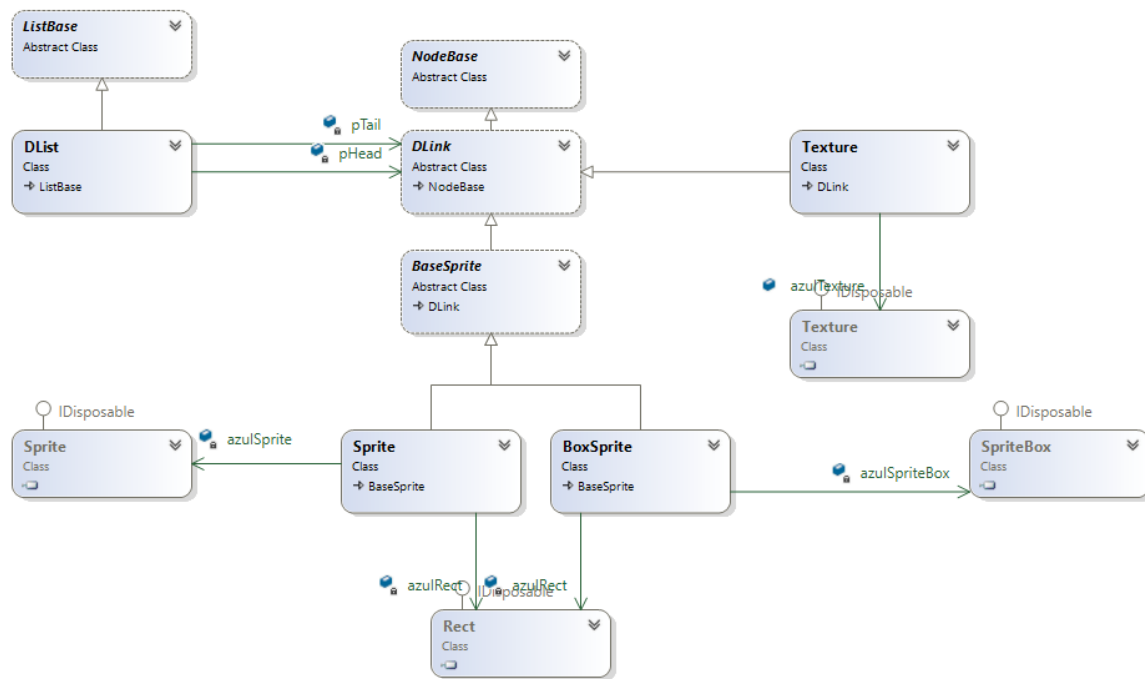 ListBase
Abstract Class
NodeBase
Abstract Class
DList
Class
ListBase
pTail
pHead
DLink
Abstract Class
NodeBase
Texture
Class
DLink
BaseSprite
Abstract Class
DLink
azulTexture
IDisposable
Texture
Class
IDisposable
Sprite
Class
azulSprite
Sprite
Class
BaseSprite
BoxSprite
Class
BaseSprite
azulSpriteBox
IDisposable
SpriteBox
Class
azulRect
azulRect
IDisposable
Rect
Class